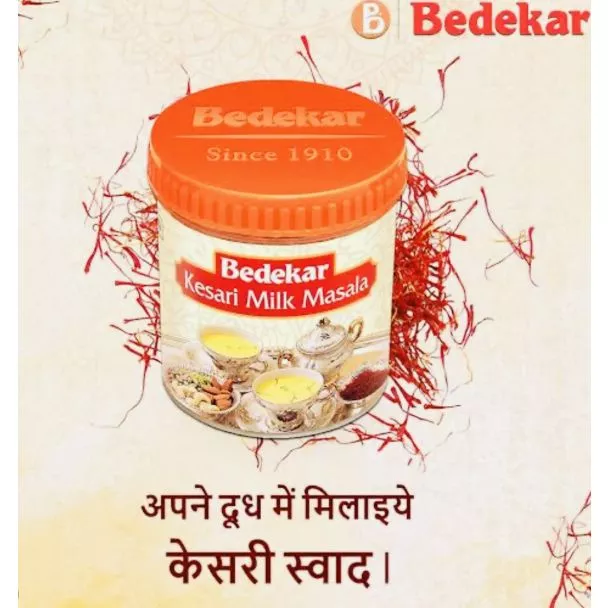 Bedekar
Bedekar
Since 1910
Bedekar
Kesari Milk Masala
अपने दूध में मिलाइये
केसरी स्वाद।